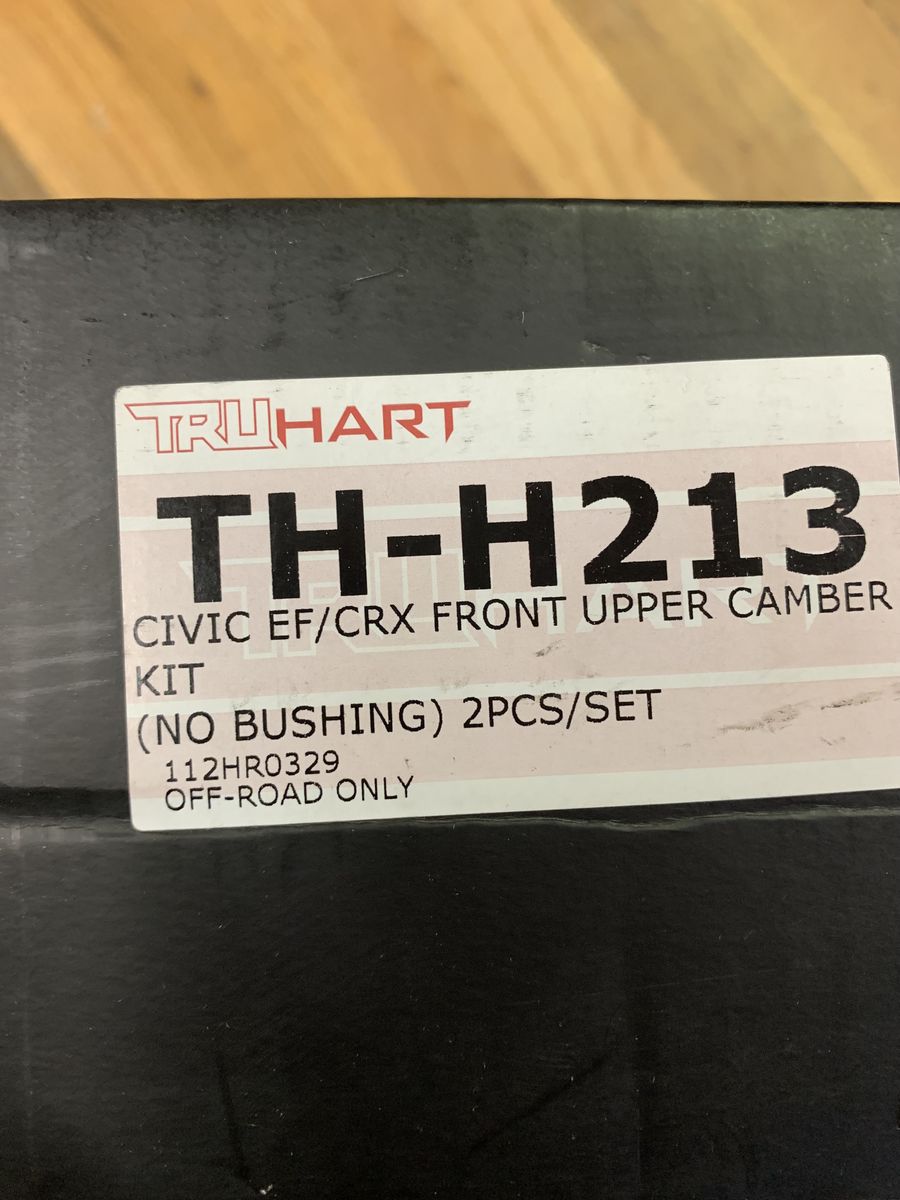 TRUHART
TH-H213
CIVIC EF/CRX FRONT UPPER CAMBER
KIT
(NO BUSHING) 2PCS/SET
112HR0329
OFF-ROAD ONLY